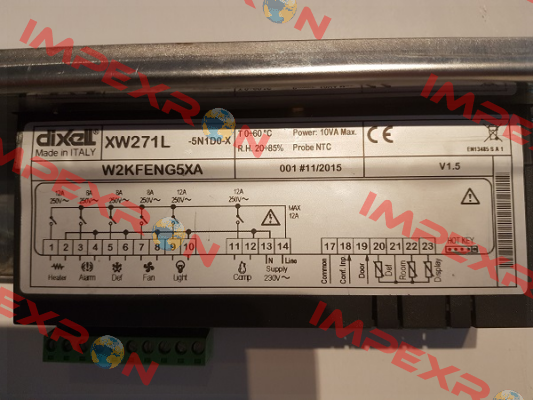 IMPEXRON
dixell
Made in ITALY
XW271L -5N1D0-X
T 0÷60 °C Power: 10VA Max.
R.H. 20÷85% Probe NTC
CE
EN13485:S A 1
W2KFENG5XA 001 #11/2015 V1.5
12A 8A 8A 12A 12A
250V~ 250V~ 250V~ 250V~ 250V~
MAX
12A
1 2 3 4 5 6 7 8 9 10 11 12 13 14 17 18 19 20 21 22 23
HOT KEY
N Line
Heater Alarm Def Fan Light Comp Supply
230V~
Common
Conf. Inp
Door
Def
Room
Display
IMPEXRON
IMPEXRON
IMPEXRON
IMPEXRON